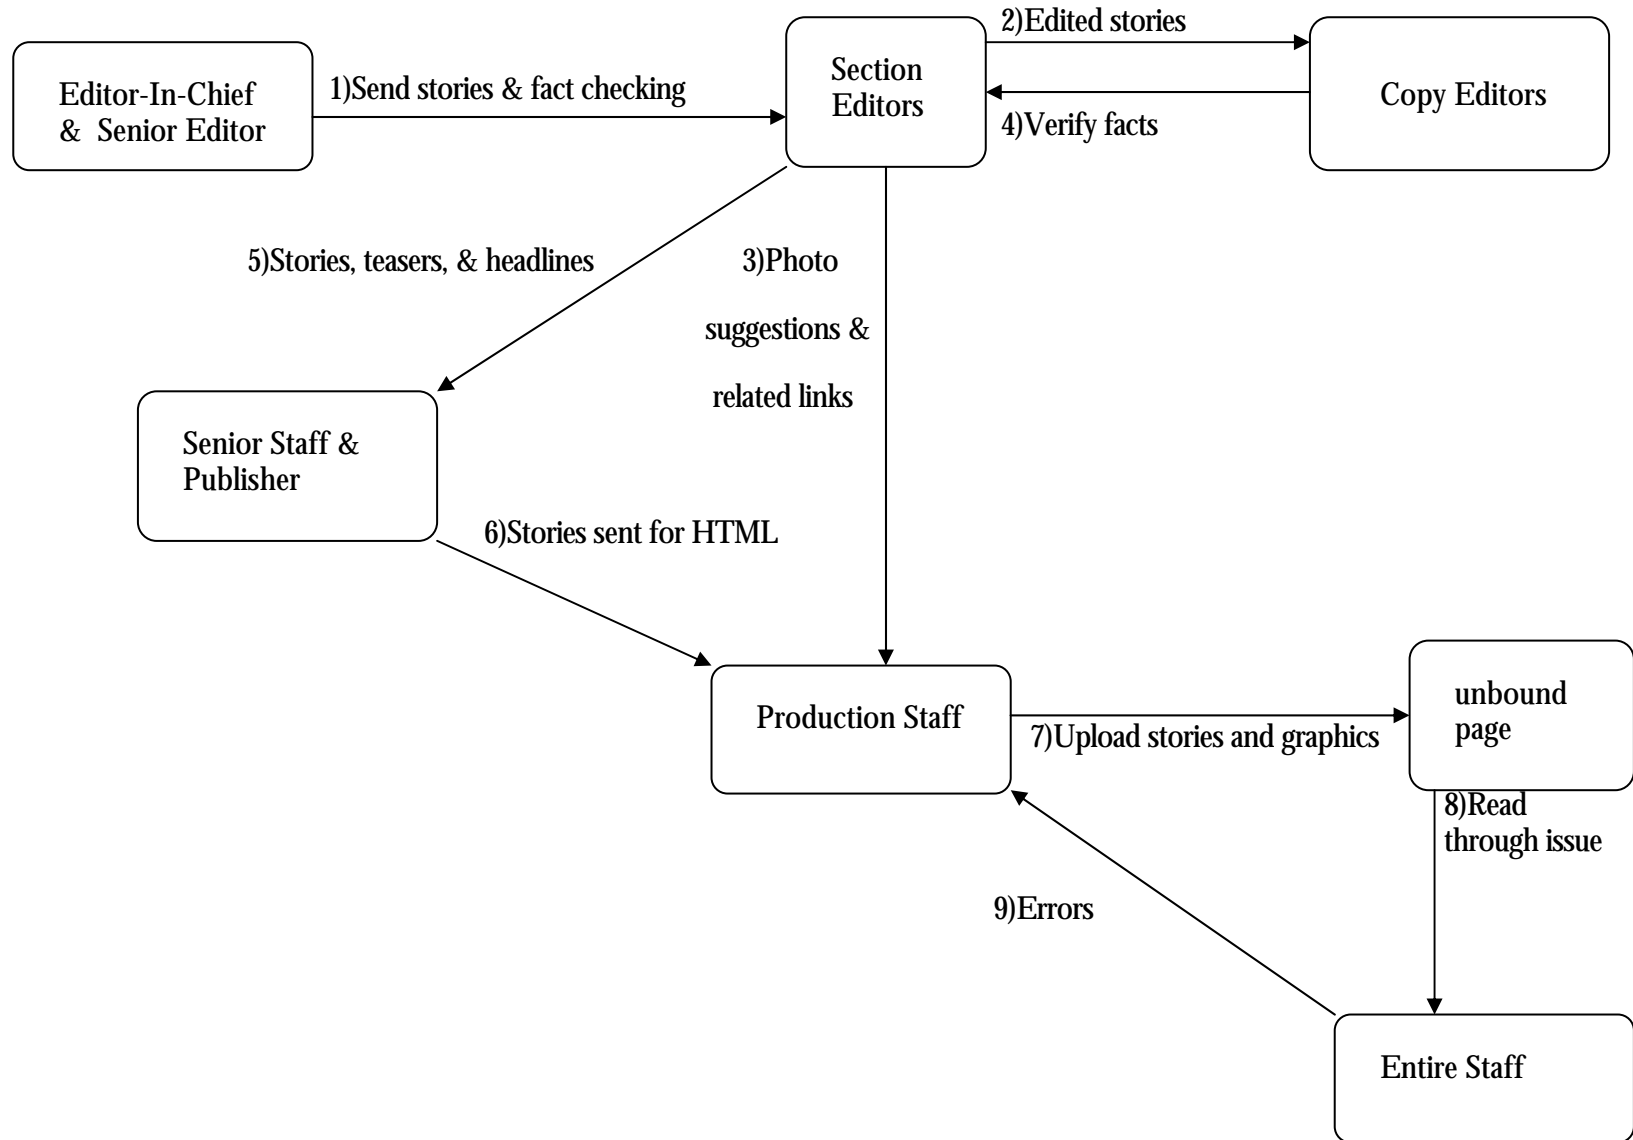 2)Edited stories
Editor-In-Chief
& Senior Editor
1)Send stories & fact checking
Section
Editors
Copy Editors
4)Verify facts
5)Stories, teasers, & headlines
3)Photo
suggestions &
related links
Senior Staff &
Publisher
6)Stories sent for HTML
Production Staff
7)Upload stories and graphics
unbound
page
8)Read
through issue
9)Errors
Entire Staff